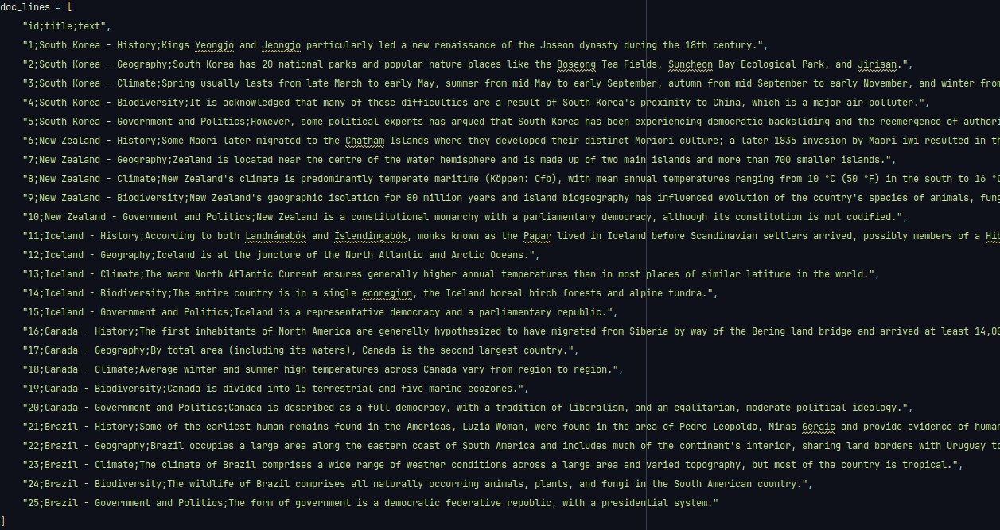 doc_lines = [
"id;title;text",
"1;South Korea - History;Kings Yeongjo and Jeongjo particularly led a new renaissance of the Joseon dynasty during the 18th century.",
"2;South Korea - Geography;South Korea has 20 national parks and popular nature places like the Boseong Tea Fields, Suncheon Bay Ecological Park, and Jirisan.",
"3;South Korea - Climate;Spring usually lasts from late March to early May, summer from mid-May to early September, autumn from mid-September to early November, and winter from
"4;South Korea - Biodiversity;It is acknowledged that many of these difficulties are a result of South Korea's proximity to China, which is a major air polluter.",
"5;South Korea - Government and Politics;However, some political experts has argued that South Korea has been experiencing democratic backsliding and the reemergence of authori
"6;New Zealand - History;Some Māori later migrated to the Chatham Islands where they developed their distinct Moriori culture; a later 1835 invasion by Māori iwi resulted in th
"7;New Zealand - Geography;Zealand is located near the centre of the water hemisphere and is made up of two main islands and more than 700 smaller islands.",
"8;New Zealand - Climate;New Zealand's climate is predominantly temperate maritime (Köppen: Cfb), with mean annual temperatures ranging from 10 °C (50 °F) in the south to 16 °C
"9;New Zealand - Biodiversity;New Zealand's geographic isolation for 80 million years and island biogeography has influenced evolution of the country's species of animals, fung
"10;New Zealand - Government and Politics;New Zealand is a constitutional monarchy with a parliamentary democracy, although its constitution is not codified.",
"11;Iceland - History;According to both Landnámabók and Íslendingabók, monks known as the Papar lived in Iceland before Scandinavian settlers arrived, possibly members of a Hib
"12;Iceland - Geography;Iceland is at the juncture of the North Atlantic and Arctic Oceans.",
"13;Iceland - Climate;The warm North Atlantic Current ensures generally higher annual temperatures than in most places of similar latitude in the world.",
"14;Iceland - Biodiversity;The entire country is in a single ecoregion, the Iceland boreal birch forests and alpine tundra.",
"15;Iceland - Government and Politics;Iceland is a representative democracy and a parliamentary republic.",
"16;Canada - History;The first inhabitants of North America are generally hypothesized to have migrated from Siberia by way of the Bering land bridge and arrived at least 14,00
"17;Canada - Geography;By total area (including its waters), Canada is the second-largest country.",
"18;Canada - Climate;Average winter and summer high temperatures across Canada vary from region to region.",
"19;Canada - Biodiversity;Canada is divided into 15 terrestrial and five marine ecozones.",
"20;Canada - Government and Politics;Canada is described as a full democracy, with a tradition of liberalism, and an egalitarian, moderate political ideology.",
"21;Brazil - History;Some of the earliest human remains found in the Americas, Luzia Woman, were found in the area of Pedro Leopoldo, Minas Gerais and provide evidence of human
"22;Brazil - Geography;Brazil occupies a large area along the eastern coast of South America and includes much of the continent's interior, sharing land borders with Uruguay to
"23;Brazil - Climate;The climate of Brazil comprises a wide range of weather conditions across a large area and varied topography, but most of the country is tropical.",
"24;Brazil - Biodiversity;The wildlife of Brazil comprises all naturally occurring animals, plants, and fungi in the South American country.",
"25;Brazil - Government and Politics;The form of government is a democratic federative republic, with a presidential system."
]